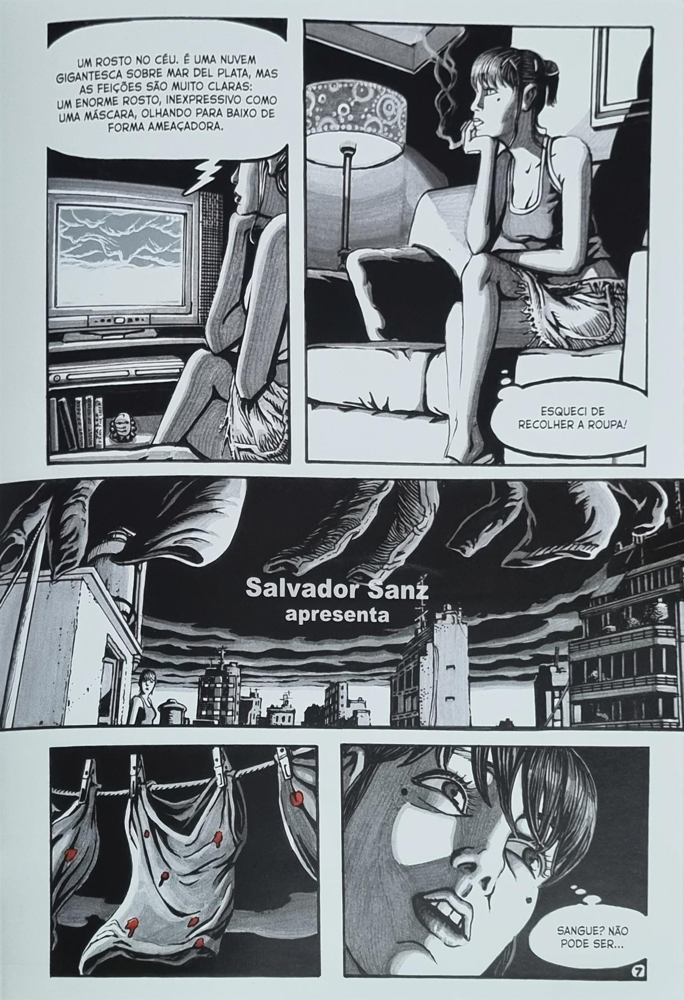 UM ROSTO NO CÉU. É UMA NUVEM
GIGANTESCA SOBRE MAR DEL PLATA, MAS
AS FEIÇÕES SÃO MUITO CLARAS:
UM ENORME ROSTO, INEXPRESSIVO COMO
UMA MÁSCARA, OLHANDO PARA BAIXO DE
FORMA AMEAÇADORA.
ESQUECI DE
RECOLHER A ROUPA!
Salvador Sanz
apresenta
SANGUE? NÃO
PODE SER...
7